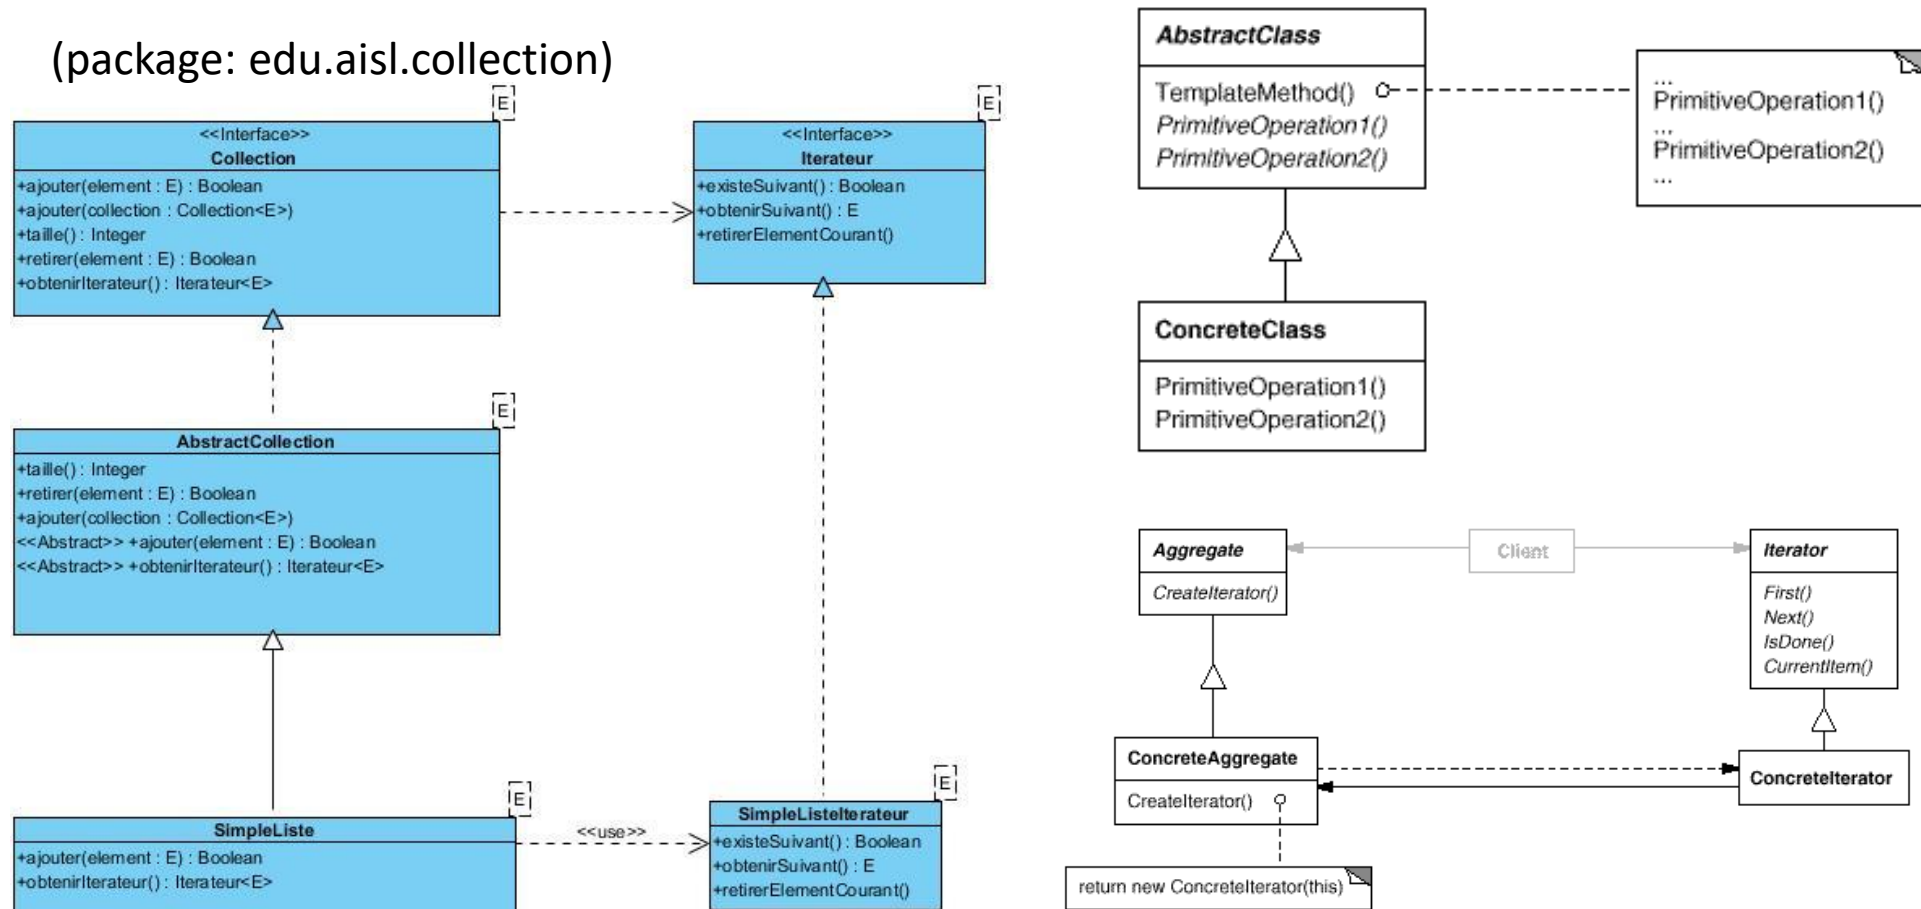 (package: edu.aisl.collection)
E
<<Interface>>
Collection
+ajouter(element : E) : Boolean
+ajouter(collection : Collection<E>)
+taille() : Integer
+retirer(element : E) : Boolean
+obtenirIterateur() : Iterateur<E>
E
<<Interface>>
Iterateur
+existeSuivant() : Boolean
+obtenirSuivant() : E
+retirerElementCourant()
E
AbstractCollection
+taille() : Integer
+retirer(element : E) : Boolean
+ajouter(collection : Collection<E>)
<<Abstract>> +ajouter(element : E) : Boolean
<<Abstract>> +obtenirIterateur() : Iterateur<E>
E
SimpleListe
+ajouter(element : E) : Boolean
+obtenirIterateur() : Iterateur<E>
<<use>>
E
SimpleListeIterateur
+existeSuivant() : Boolean
+obtenirSuivant() : E
+retirerElementCourant()
AbstractClass
TemplateMethod()
PrimitiveOperation1()
PrimitiveOperation2()
...
PrimitiveOperation1()
...
PrimitiveOperation2()
...
ConcreteClass
PrimitiveOperation1()
PrimitiveOperation2()
Aggregate
CreateIterator()
Client
Iterator
First()
Next()
IsDone()
CurrentItem()
ConcreteAggregate
CreateIterator()
ConcreteIterator
return new ConcreteIterator(this)